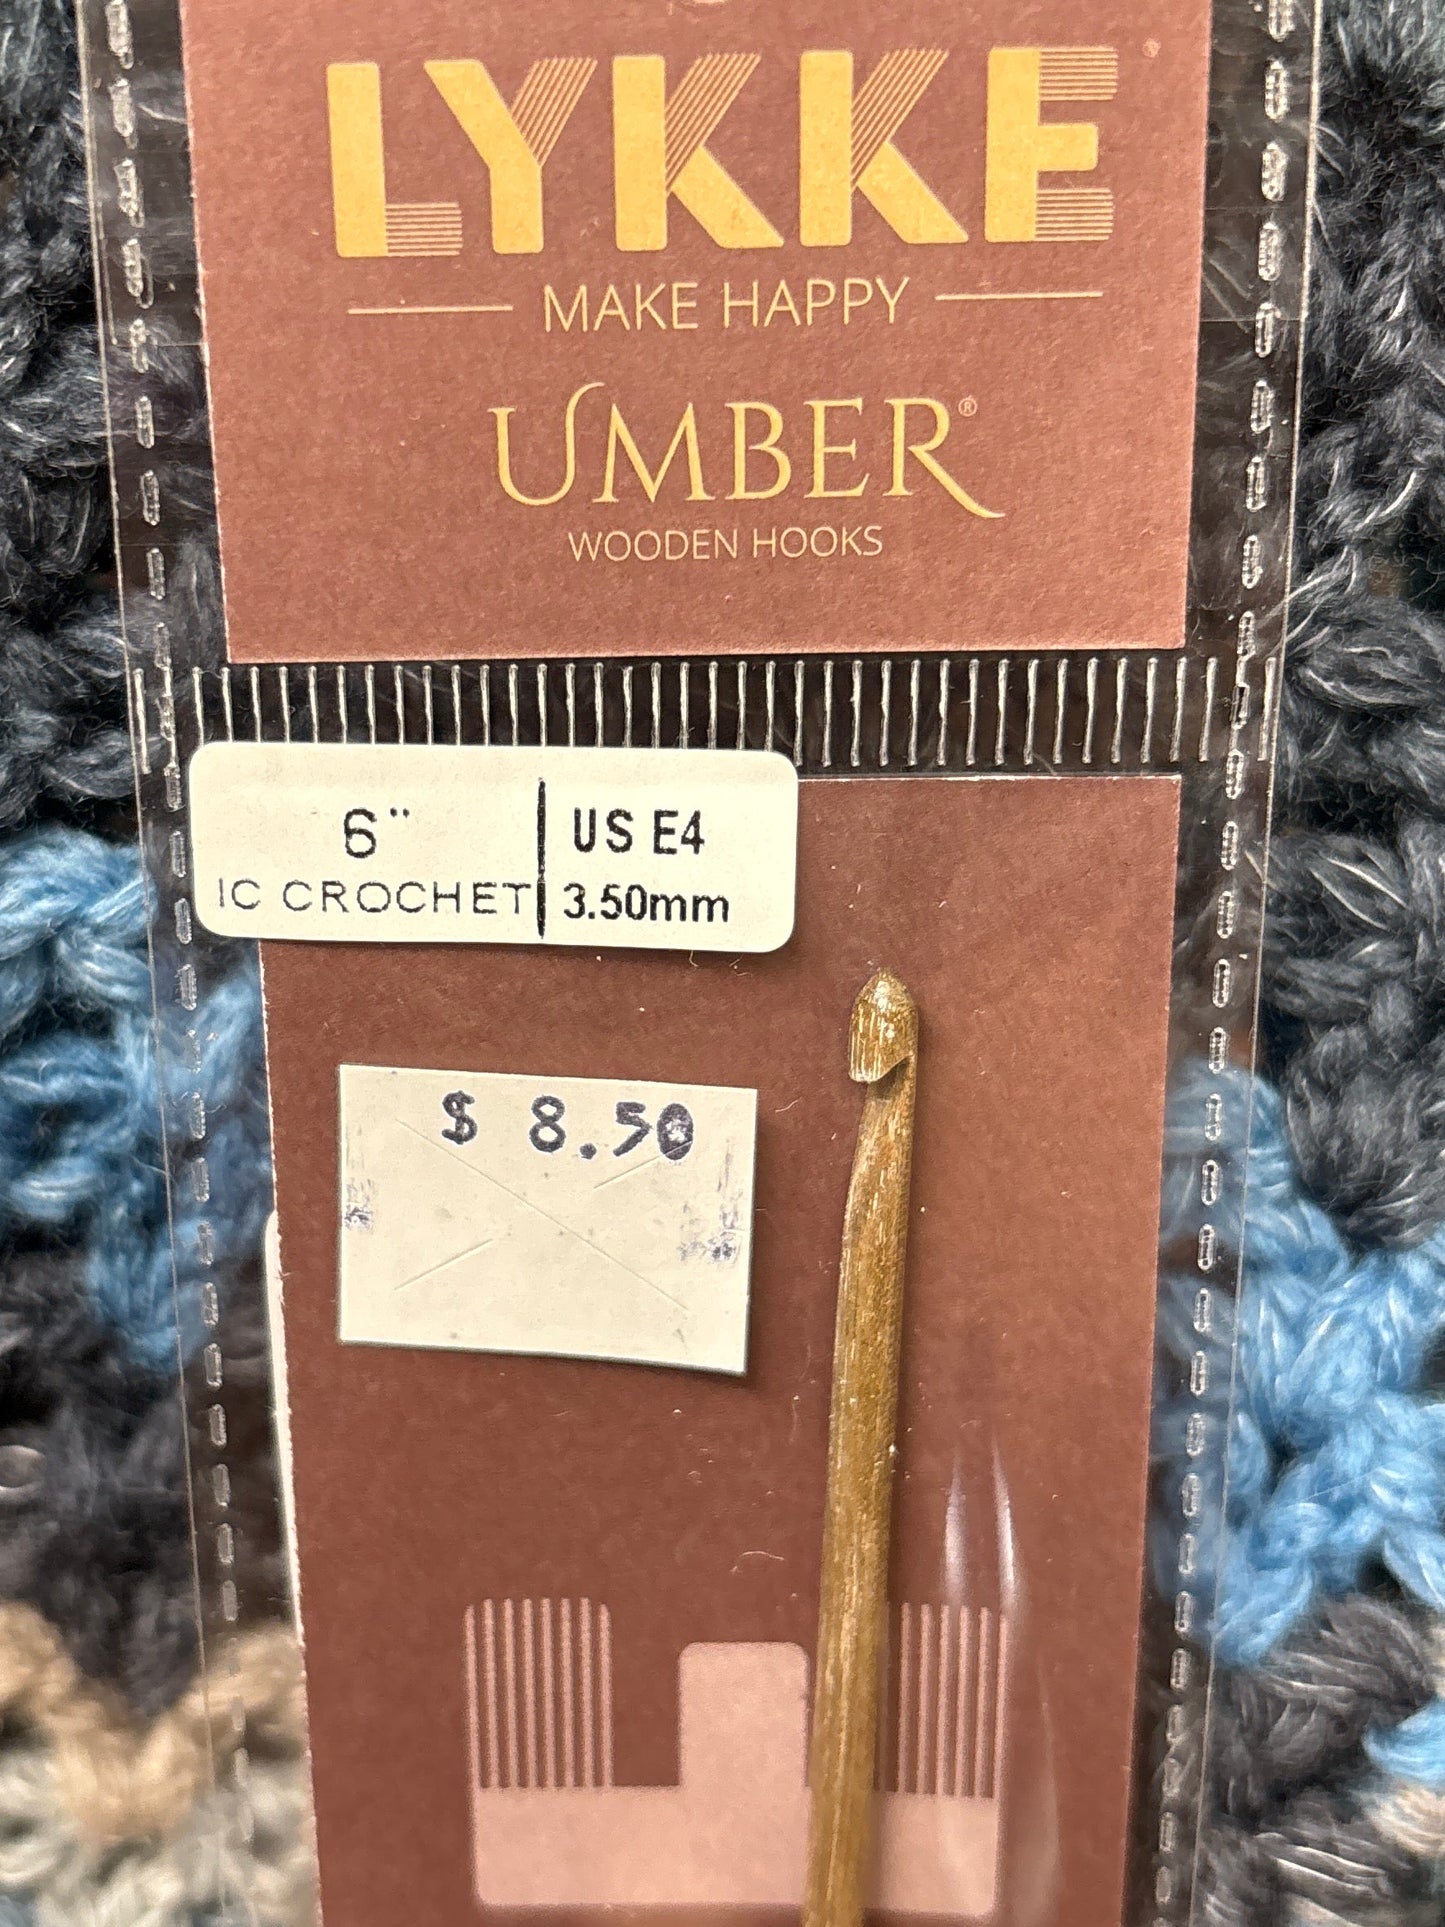 LYKKE®
MAKE HAPPY
UMBER®
WOODEN HOOKS
6" US E4
IC CROCHET 3.50mm
$ 8.50